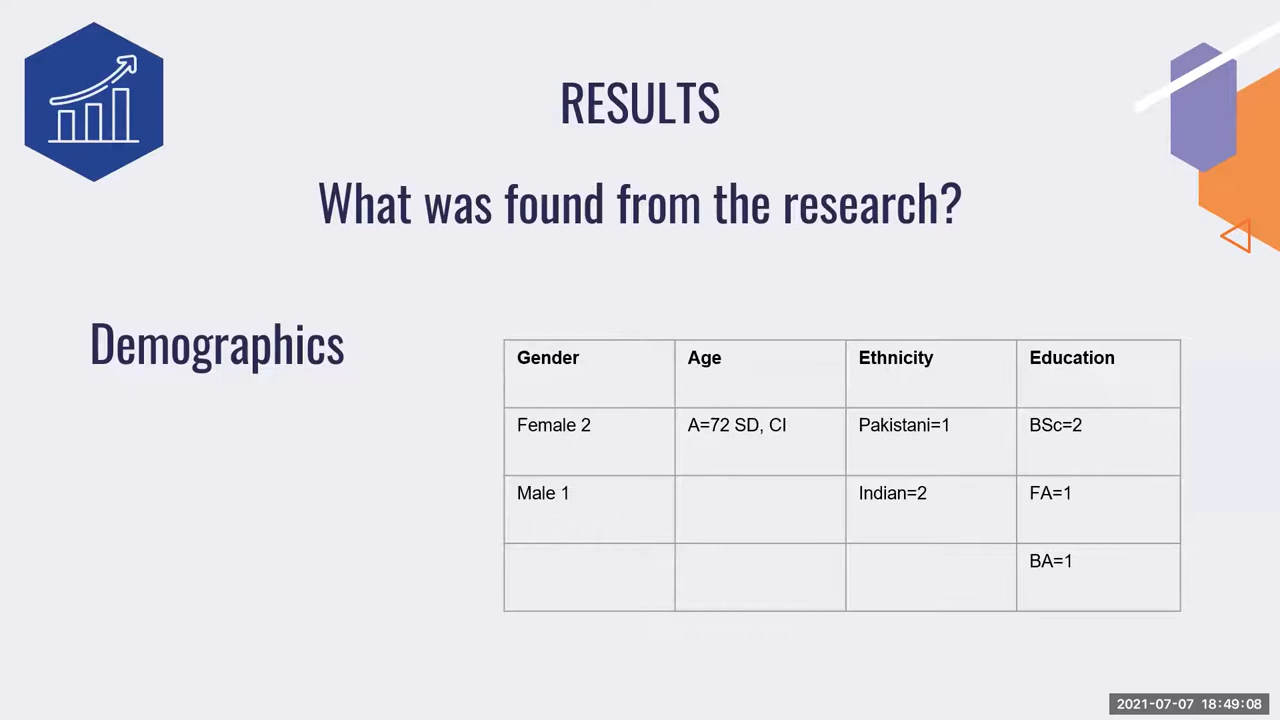 RESULTS
What was found from the research?
Demographics
Gender Age Ethnicity Education
Female 2 A=72 SD, CI Pakistani=1 BSc=2
Male 1 Indian=2 FA=1
BA=1
2021-07-07 18:49:08